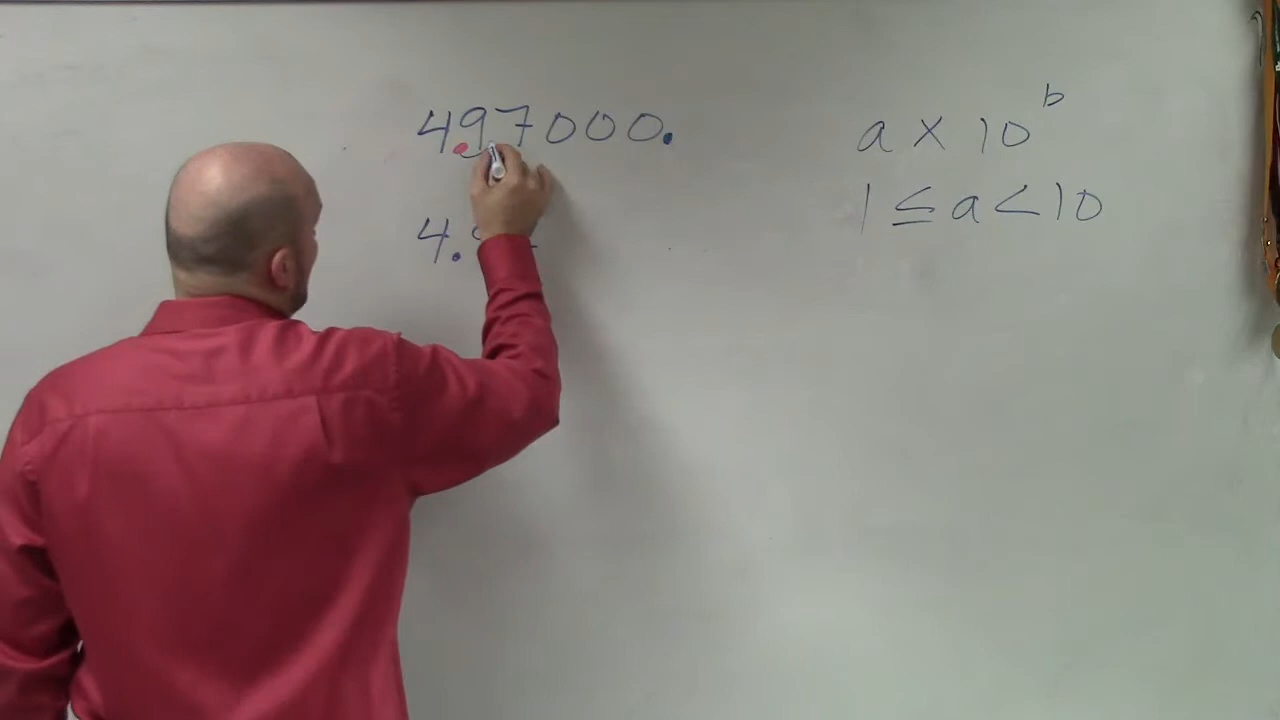 497000.
4.
a × 10^b
1 ≤ a < 10